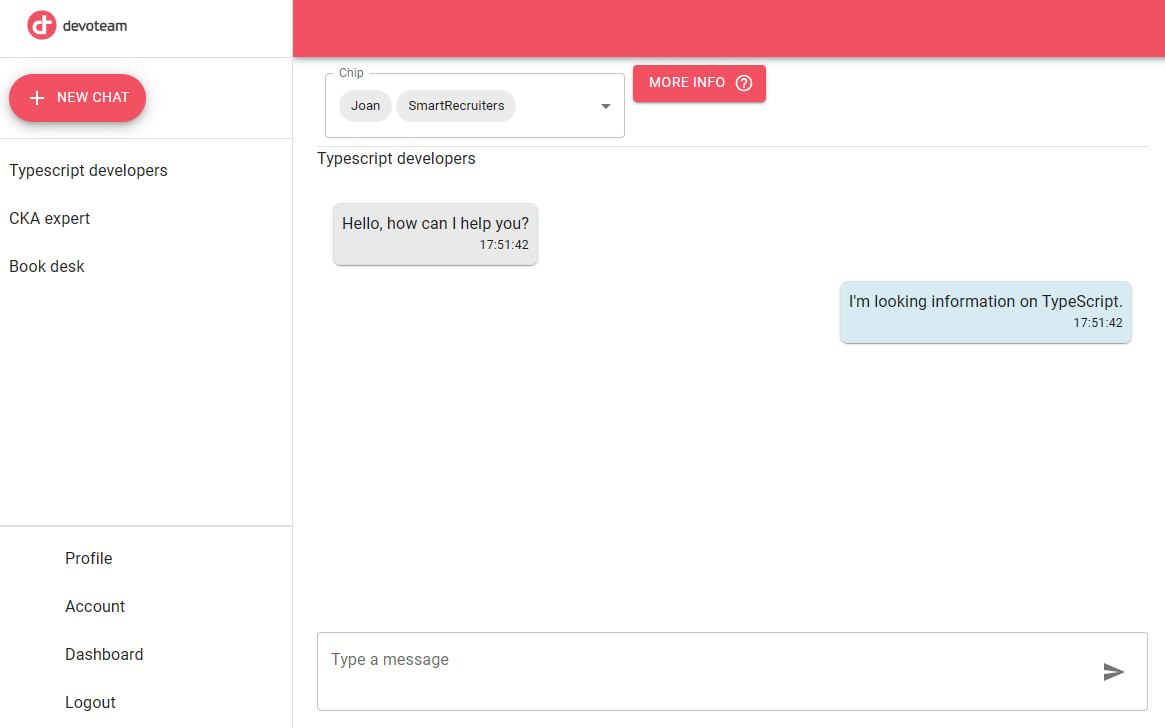 devoteam
NEW CHAT
Typescript developers
CKA expert
Book desk
Profile
Account
Dashboard
Logout
Chip
Joan SmartRecruiters
MORE INFO
Typescript developers
Hello, how can I help you?
17:51:42
I'm looking information on TypeScript.
17:51:42
Type a message